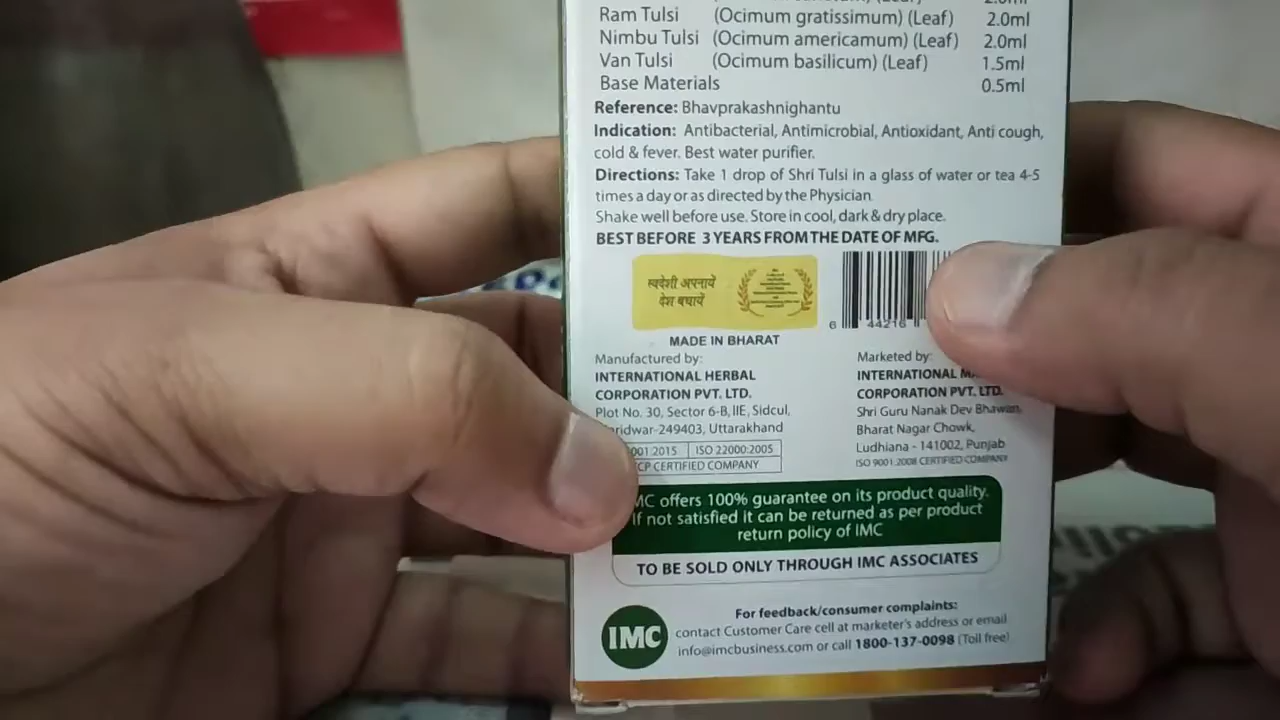 (Leaf) 2.0ml
Ram Tulsi (Ocimum gratissimum) (Leaf) 2.0ml
Nimbu Tulsi (Ocimum americamum) (Leaf) 2.0ml
Van Tulsi (Ocimum basilicum) (Leaf) 1.5ml
Base Materials 0.5ml
Reference: Bhavprakashnighantu
Indication: Antibacterial, Antimicrobial, Antioxidant, Anti cough,
cold & fever. Best water purifier.
Directions: Take 1 drop of Shri Tulsi in a glass of water or tea 4-5
times a day or as directed by the Physician
Shake well before use. Store in cool, dark & dry place.
BEST BEFORE 3 YEARS FROM THE DATE OF MFG.
स्वदेशी अपनायें
देश बचायें
6 44216
MADE IN BHARAT
Manufactured by:
INTERNATIONAL HERBAL
CORPORATION PVT. LTD.
Plot No. 30, Sector 6-B, IIE, Sidcul,
aridwar-249403, Uttarakhand
001:2015 ISO 22000:2005
CP CERTIFIED COMPANY
Marketed by:
INTERNATIONAL
CORPORATION PVT. LTD.
Shri Guru Nanak Dev Bhawan,
Bharat Nagar Chowk,
Ludhiana - 141002, Punjab
ISO 9001:2008 CERTIFIED COMPANY
IMC offers 100% guarantee on its product quality.
If not satisfied it can be returned as per product
return policy of IMC
TO BE SOLD ONLY THROUGH IMC ASSOCIATES
IMC
For feedback/consumer complaints:
contact Customer Care cell at marketer's address or email
info@imcbusiness.com or call 1800-137-0098 (Toll free)